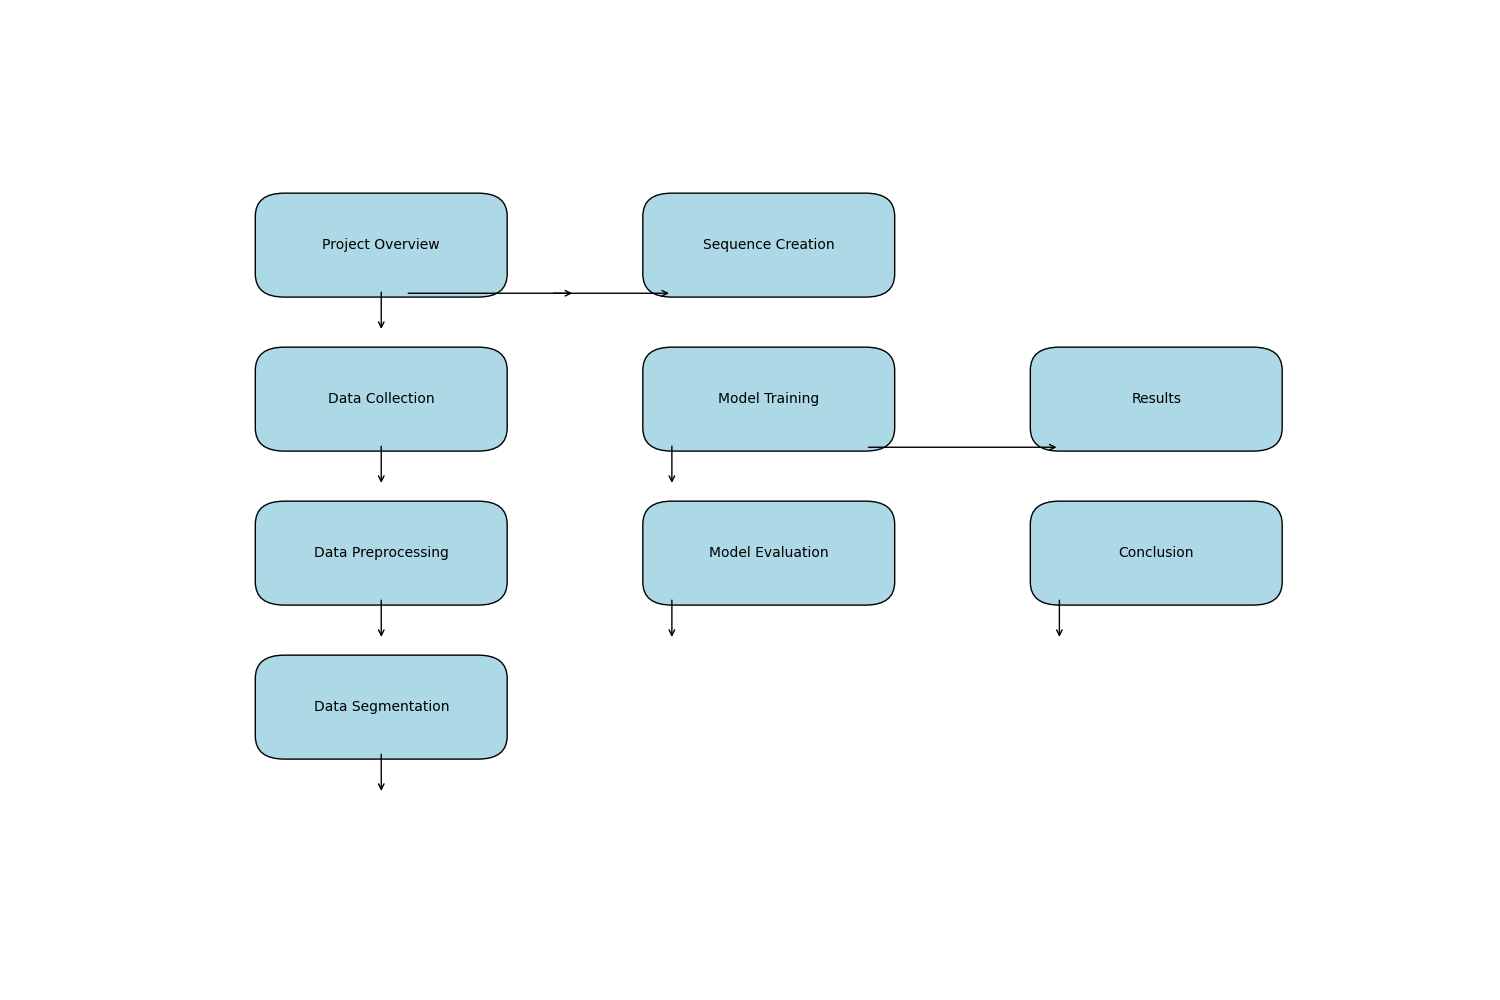 Project Overview
Sequence Creation
Data Collection
Model Training
Results
Data Preprocessing
Model Evaluation
Conclusion
Data Segmentation